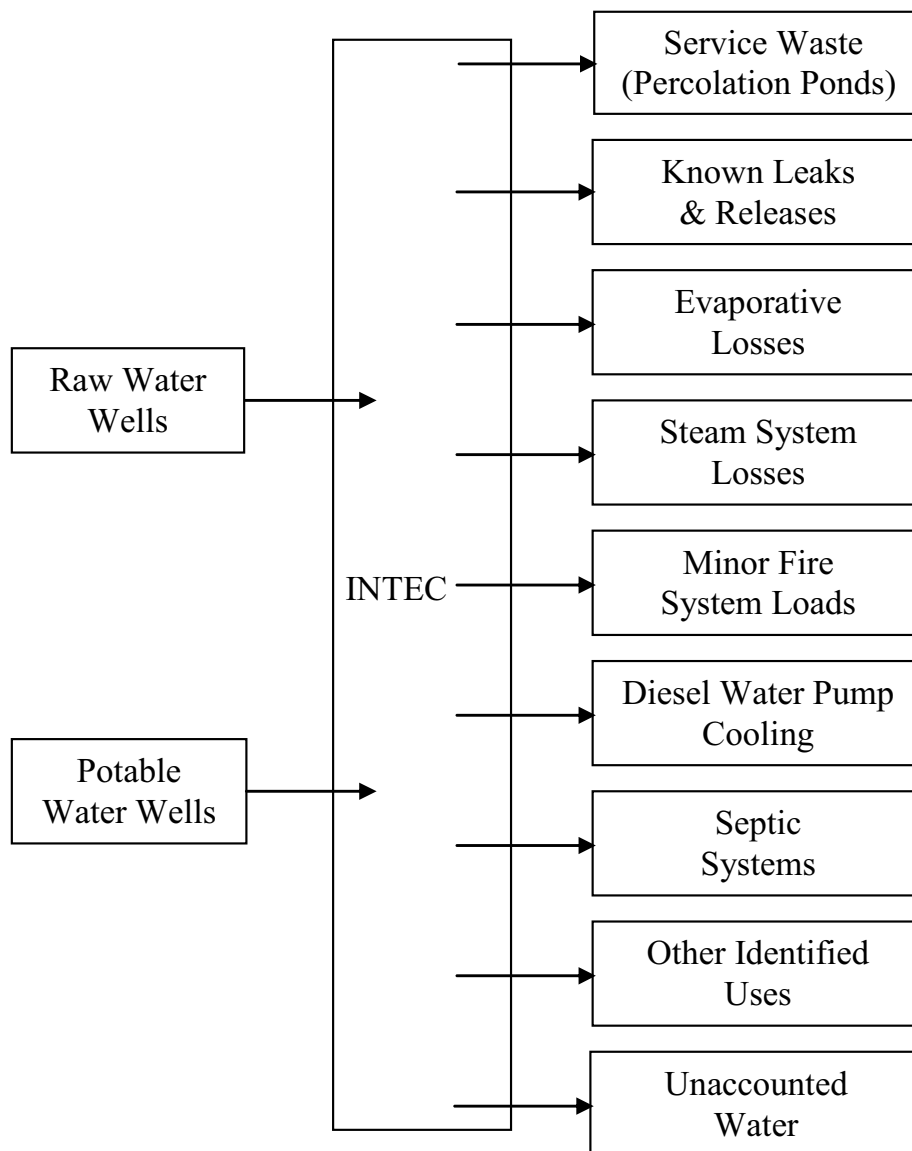 Service Waste
(Percolation Ponds)
Known Leaks
& Releases
Evaporative
Losses
Raw Water
Wells
Steam System
Losses
INTEC
Minor Fire
System Loads
Diesel Water Pump
Cooling
Potable
Water Wells
Septic
Systems
Other Identified
Uses
Unaccounted
Water